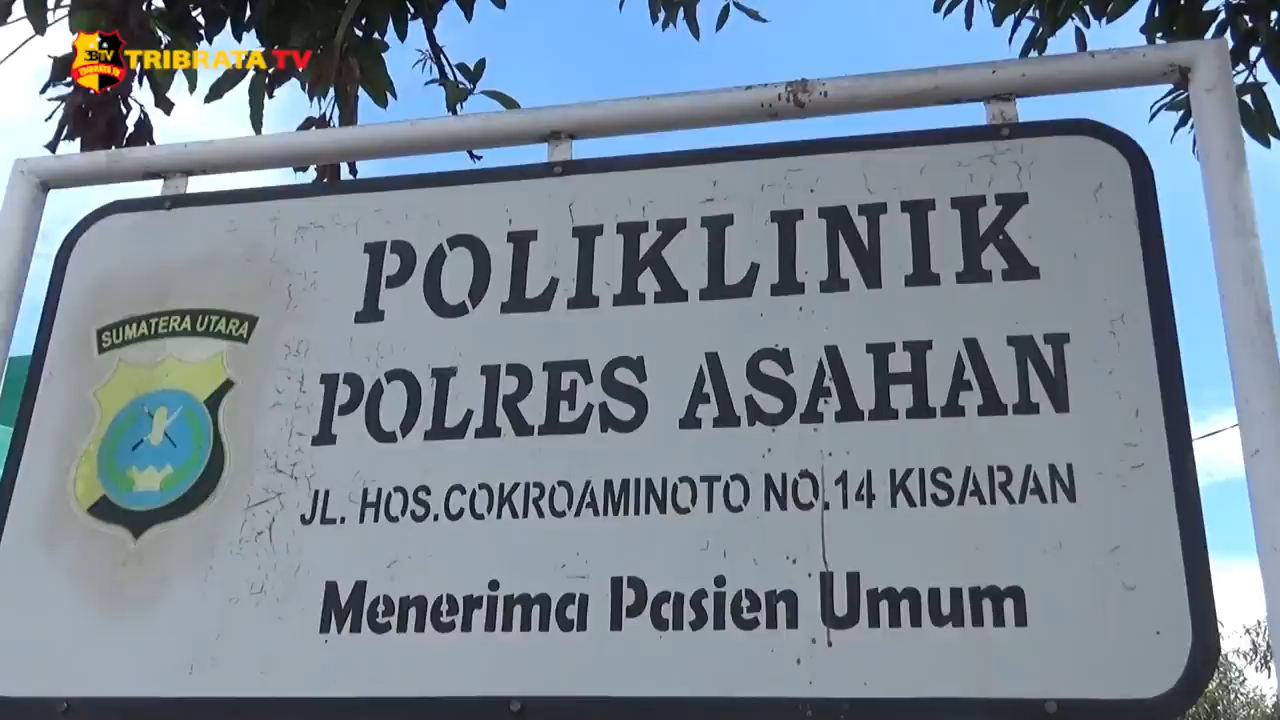 TRIBRATA TV
SUMATERA UTARA
POLIKLINIK
POLRES ASAHAN
JL. HOS.COKROAMINOTO NO.14 KISARAN
Menerima Pasien Umum